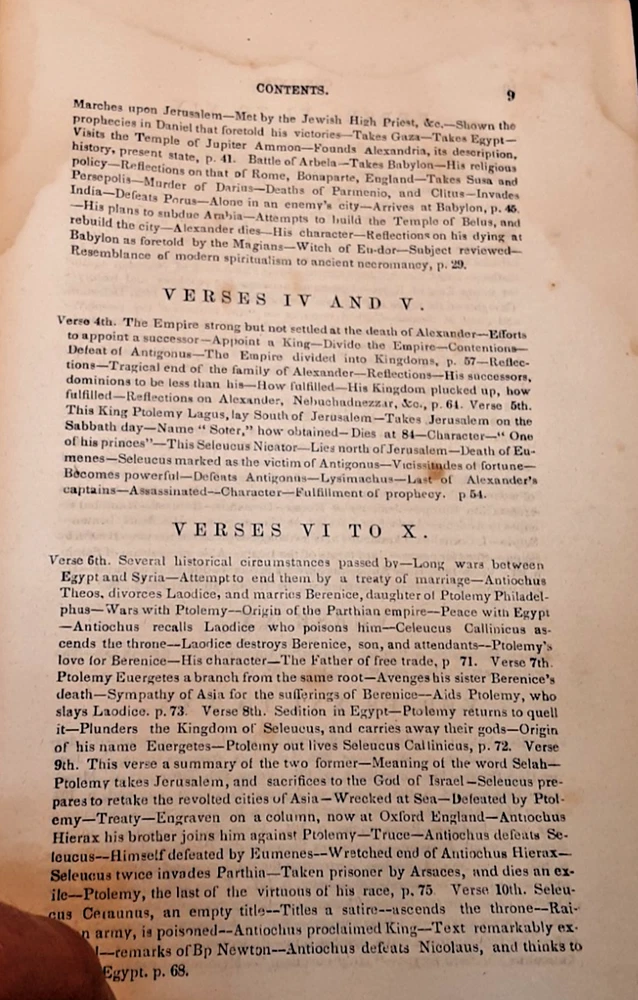 CONTENTS. 9
Marches upon Jerusalem—Met by the Jewish High Priest, &c.—Shown the
prophecies in Daniel that foretold his victories—Takes Gaza—Takes Egypt—
Visits the Temple of Jupiter Ammon—Founds Alexandria, its description,
history, present state, p. 41. Battle of Arbela—Takes Babylon—His religious
policy—Reflections on that of Rome, Bonaparte, England—Takes Susa and
Persepolis—Murder of Darius—Deaths of Parmenio, and Clitus—Invades
India—Defeats Porus—Alone in an enemy's city—Arrives at Babylon, p. 45.
—His plans to subdue Arabia—Attempts to build the Temple of Belus, and
rebuild the city—Alexander dies—His character—Reflections on his dying at
Babylon as foretold by the Magians—Witch of En-dor—Subject reviewed—
Resemblance of modern spiritualism to ancient necromancy, p. 29.
VERSES IV AND V.
Verse 4th. The Empire strong but not settled at the death of Alexander—Efforts
to appoint a successor—Appoint a King—Divide the Empire—Contentions—
Defeat of Antigonus—The Empire divided into Kingdoms, p. 57—Reflec-
tions—Tragical end of the family of Alexander—Reflections—His successors,
dominions to be less than his—How fulfilled—His Kingdom plucked up, how
fulfilled—Reflections on Alexander, Nebuchadnezzar, &c., p. 61. Verse 5th.
This King Ptolemy Lagus, lay South of Jerusalem—Takes Jerusalem on the
Sabbath day—Name "Soter," how obtained—Dies at 84—Character—"One
of his princes"—This Seleucus Nicator—Lies north of Jerusalem—Death of Eu-
menes—Seleucus marked as the victim of Antigonus—Vicissitudes of fortune—
Becomes powerful—Defeats Antigonus—Lysimachus—Last of Alexander's
captains—Assassinated—Character—Fulfillment of prophecy. p 54.
VERSES VI TO X.
Verse 6th. Several historical circumstances passed by—Long wars between
Egypt and Syria—Attempt to end them by a treaty of marriage—Antiochus
Theos, divorces Laodice, and marries Berenice, daughter of Ptolemy Philadel-
phus—Wars with Ptolemy—Origin of the Parthian empire—Peace with Egypt
—Antiochus recalls Laodice who poisons him—Celeucus Callinicus as-
cends the throne—Laodice destroys Berenice, son, and attendants—Ptolemy's
love for Berenice—His character—The Father of free trade, p 71. Verse 7th.
Ptolemy Euergetes a branch from the same root—Avenges his sister Berenice's
death—Sympathy of Asia for the sufferings of Berenice—Aids Ptolemy, who
slays Laodice. p. 73. Verse 8th. Sedition in Egypt—Ptolemy returns to quell
it—Plunders the Kingdom of Seleucus, and carries away their gods—Origin
of his name Euergetes—Ptolemy out lives Seleucus Callinicus, p. 72. Verse
9th. This verse a summary of the two former—Meaning of the word Selah—
Ptolemy takes Jerusalem, and sacrifices to the God of Israel—Seleucus pre-
pares to retake the revolted cities of Asia—Wrecked at Sea—Defeated by Ptol-
emy—Treaty—Engraven on a column, now at Oxford England—Antiochus
Hierax his brother joins him against Ptolemy—Truce—Antiochus defeats Se-
leucus—Himself defeated by Eumenes—Wretched end of Antiochus Hierax—
Seleucus twice invades Parthia—Taken prisoner by Arsaces, and dies an ex-
ile—Ptolemy, the last of the virtuous of his race, p. 75 Verse 10th. Seleu-
cus Ceraunus, an empty title—Titles a satire—ascends the throne—Rai-
n army, is poisoned—Antiochus proclaimed King—Text remarkably ex-
—remarks of Bp Newton—Antiochus defeats Nicolaus, and thinks to
Egypt. p. 68.